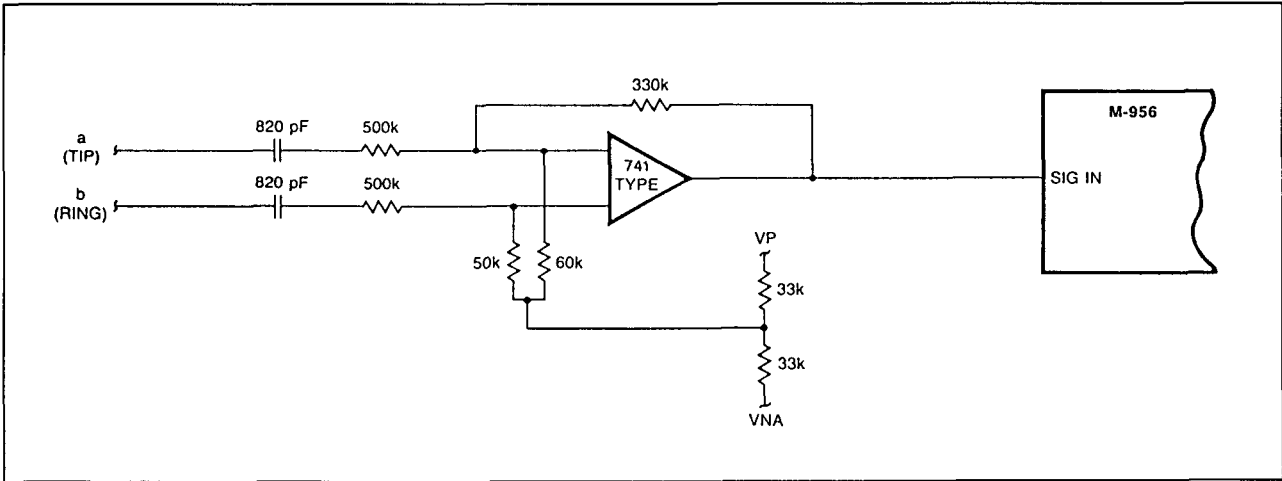 330k
M-956
820 pF
500k
a
(TIP)
741
TYPE
SIG IN
820 pF
500k
b
(RING)
VP
50k
60k
33k
33k
VNA